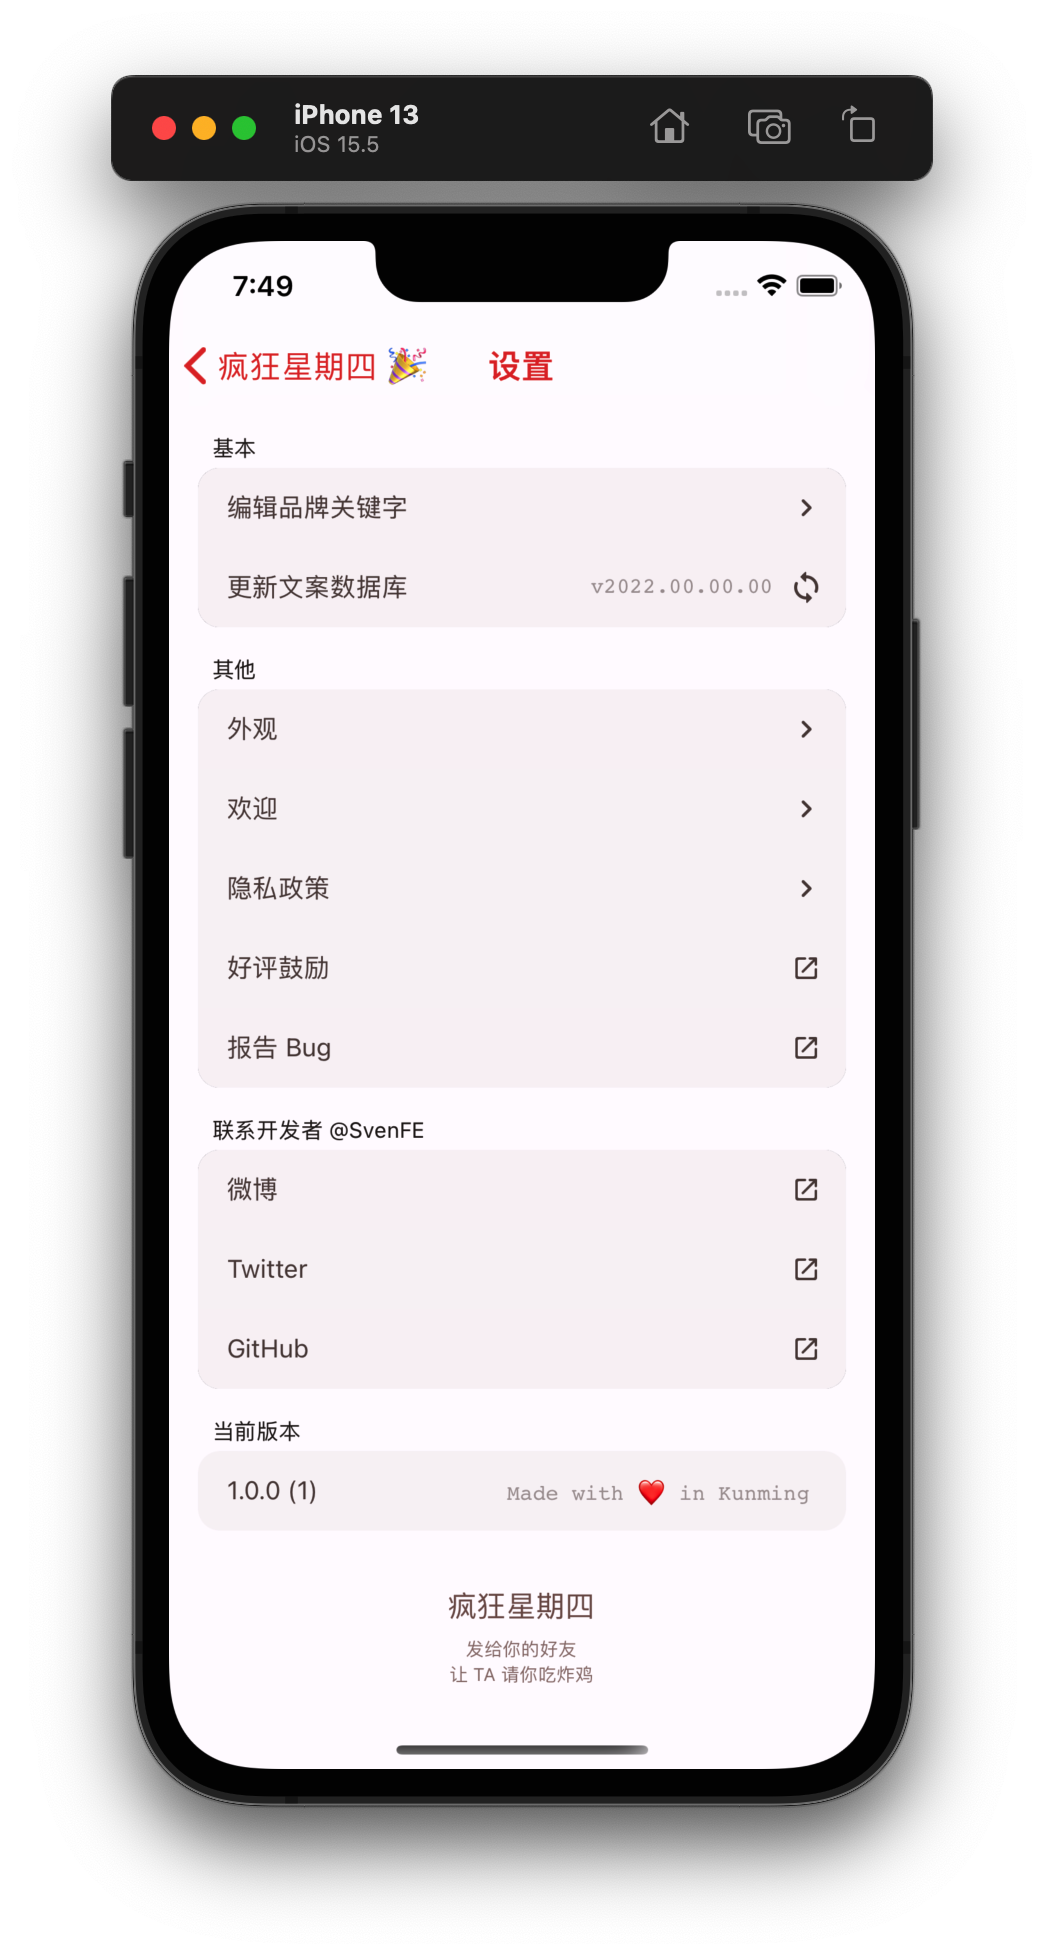 iPhone 13
iOS 15.5
7:49
疯狂星期四 🎉 设置
基本
编辑品牌关键字
更新文案数据库 v2022.00.00.00
其他
外观
欢迎
隐私政策
好评鼓励
报告 Bug
联系开发者 @SvenFE
微博
Twitter
GitHub
当前版本
1.0.0 (1) Made with ❤️ in Kunming
疯狂星期四
发给你的好友
让 TA 请你吃炸鸡